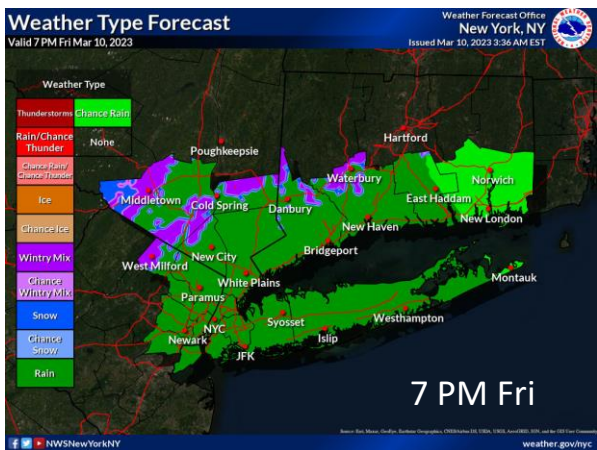 Weather Type Forecast
Valid 7 PM Fri Mar 10, 2023
Weather Forecast Office
New York, NY
Issued Mar 10, 2023 3:36 AM EST
Weather Type
Thunderstorms
Chance Rain
Rain/Chance
Thunder
None
Chance Rain/
Chance Thunder
Ice
Chance Ice
Wintry Mix
Chance
Wintry Mix
Snow
Chance
Snow
Rain
Poughkeepsie
Hartford
Waterbury
Norwich
Middletown
Cold Spring
Danbury
East Haddam
New London
New Haven
West Milford
New City
Bridgeport
White Plains
Montauk
Paramus
NYC
Syosset
Westhampton
Newark
Islip
JFK
7 PM Fri
NWSNewYorkNY
weather.gov/nyc